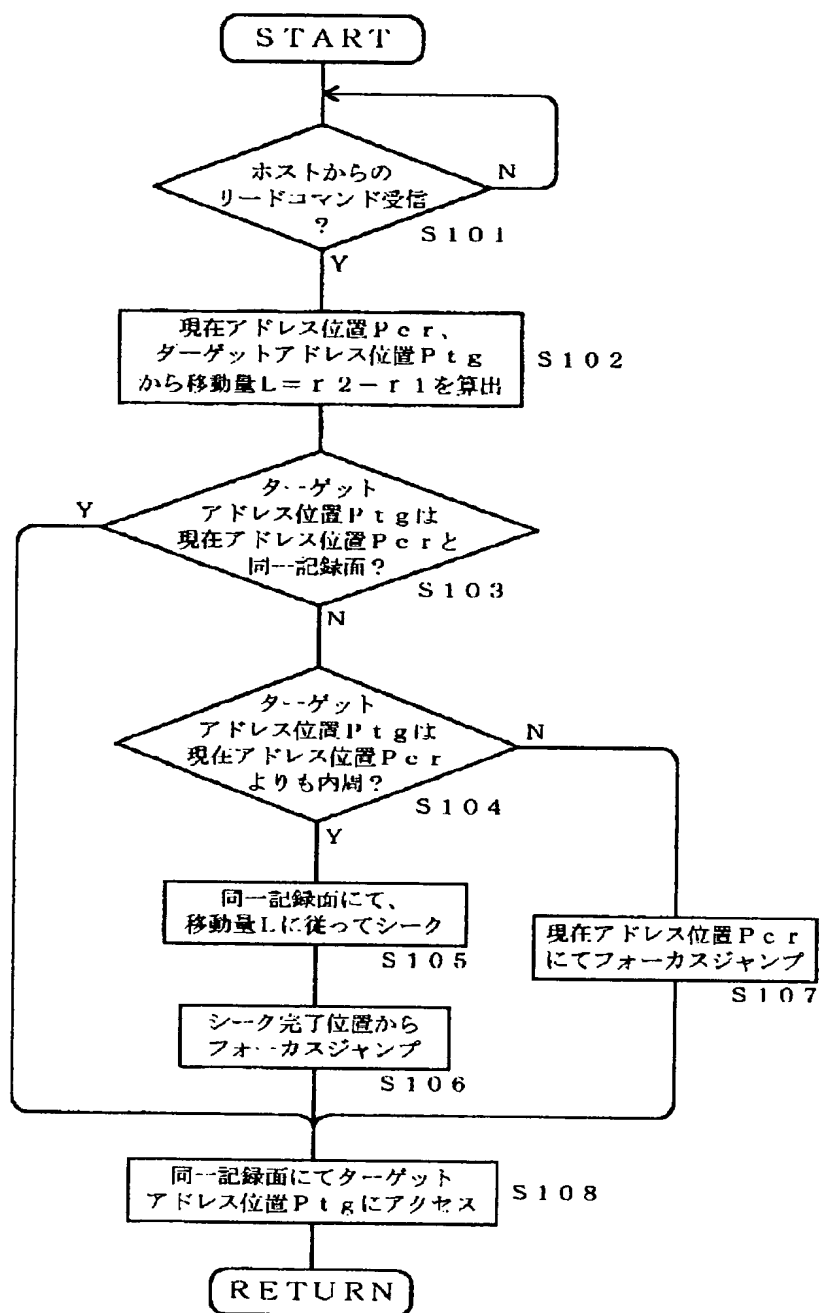 START
ホストからの
リードコマンド受信
?
N
S101
Y
現在アドレス位置Pcr、
ターゲットアドレス位置Ptg
から移動量L=r2-r1を算出
S102
ターゲット
アドレス位置Ptgは
現在アドレス位置Pcrと
同一記録面?
Y
S103
N
ターゲット
アドレス位置Ptgは
現在アドレス位置Pcr
よりも内周?
N
S104
Y
同一記録面にて、
移動量Lに従ってシーク
S105
現在アドレス位置Pcr
にてフォーカスジャンプ
S107
シーク完了位置から
フォーカスジャンプ
S106
同一記録面にてターゲット
アドレス位置Ptgにアクセス
S108
RETURN